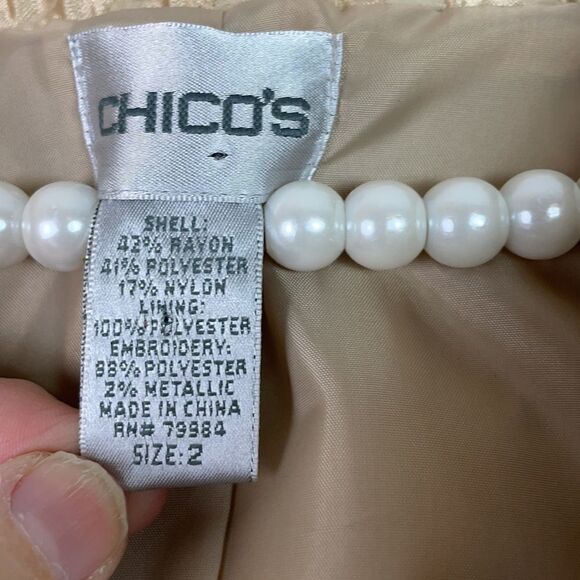 CHICO'S
SHELL:
42% RAYON
41% POLYESTER
17% NYLON
LINING:
100% POLYESTER
EMBROIDERY:
98% POLYESTER
2% METALLIC
MADE IN CHINA
RN# 79984
SIZE: 2